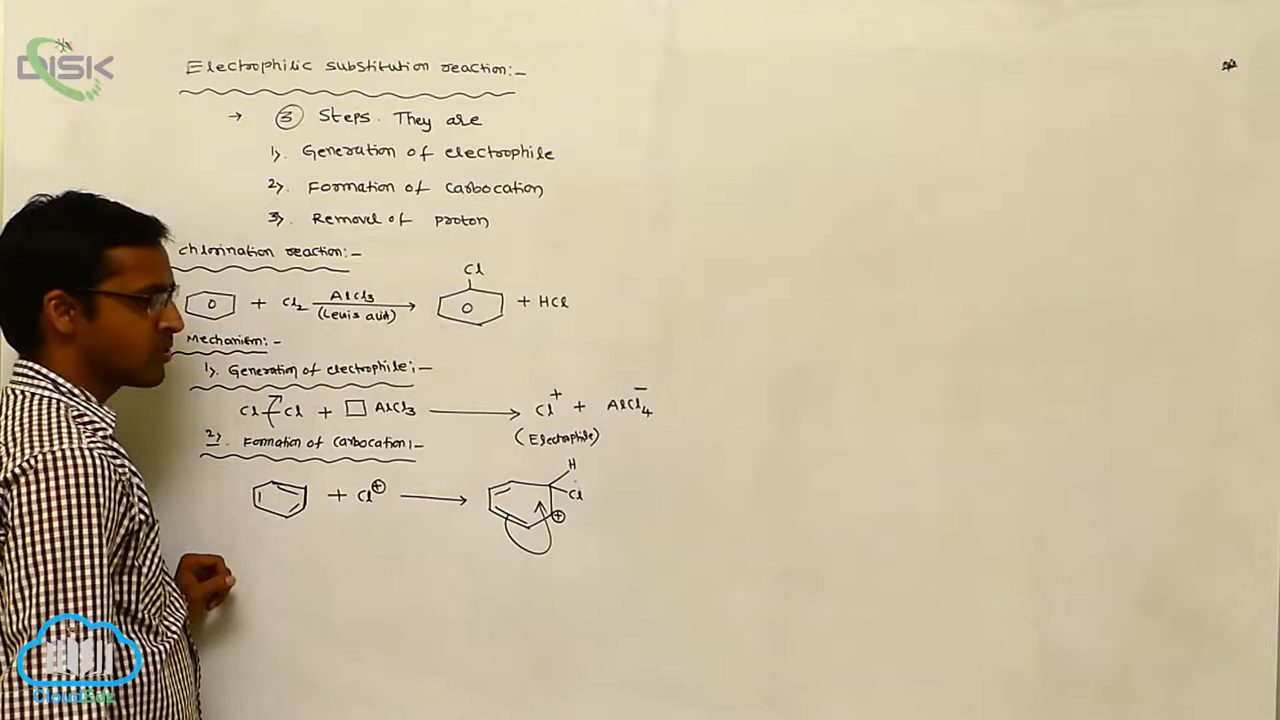 DISK
Electrophilic substitution reaction:-
→ 3 Steps. They are
1). Generation of electrophile
2). Formation of carbocation
3). Removel of proton
chlorination reaction:-
Cl
+ Cl2 AlCl3 (Lewis acid) → + HCl
Mechanism:-
1). Generation of electrophile:-
Cl-Cl + □ AlCl3 → Cl+ + AlCl4-
(Electrophile)
2). Formation of carbocation:-
H
+ Cl⊕ → Cl
⊕
CloudEdz